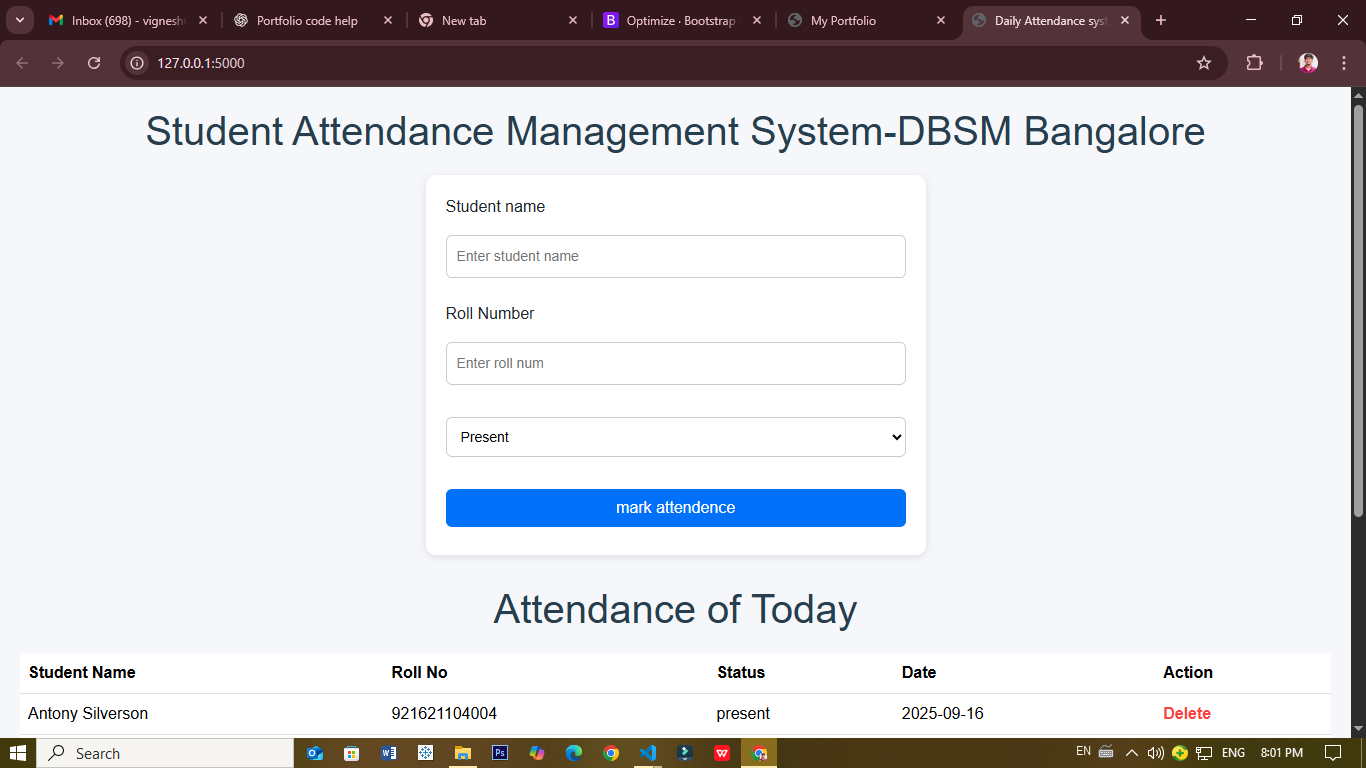 Inbox (698) - vignesh
Portfolio code help
New tab
B Optimize · Bootstrap
My Portfolio
Daily Attendance syst
127.0.0.1:5000
Student Attendance Management System-DBSM Bangalore
Student name
Enter student name
Roll Number
Enter roll num
Present
mark attendence
Attendance of Today
Student Name Roll No Status Date Action
Antony Silverson 921621104004 present 2025-09-16 Delete
Search
EN
ENG
8:01 PM